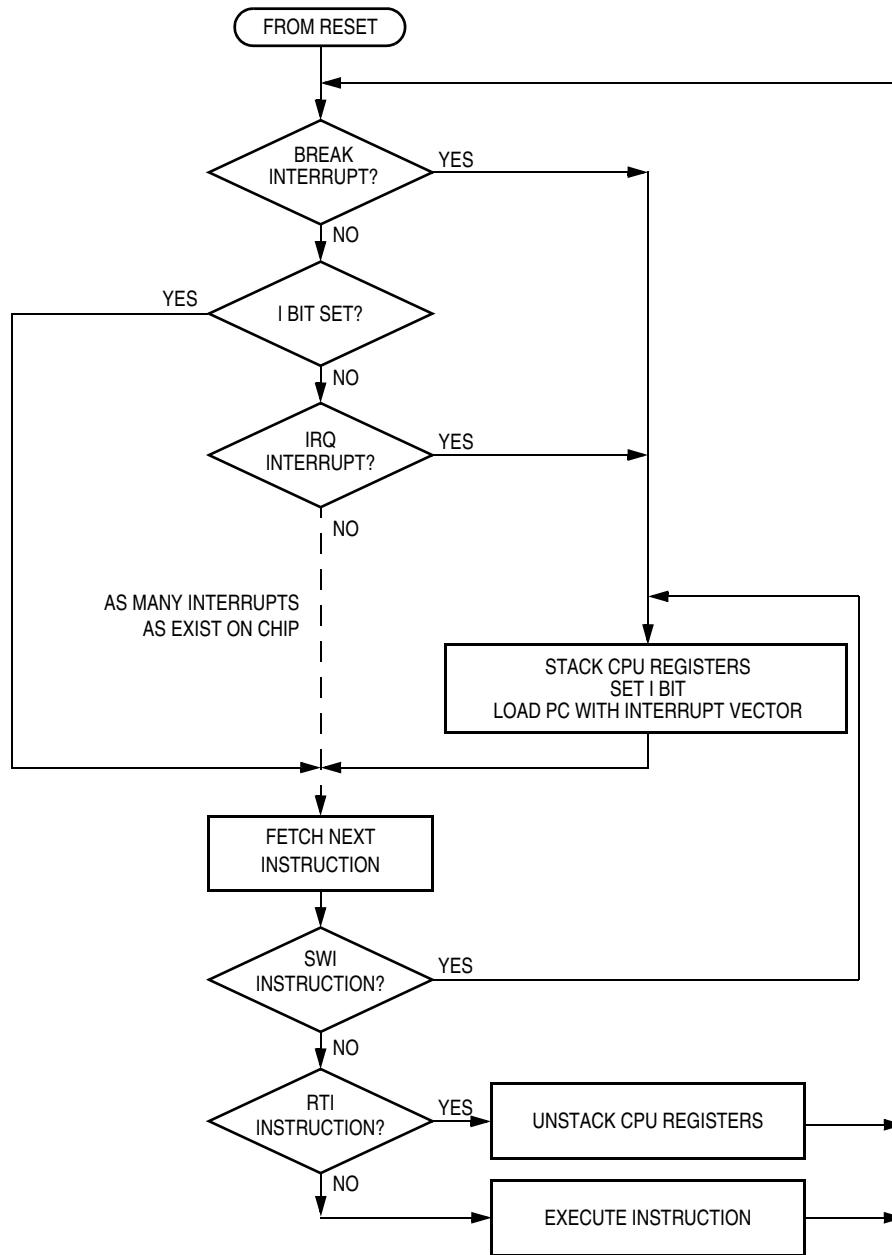 FROM RESET
BREAK
INTERRUPT?
YES
NO
YES
I BIT SET?
NO
IRQ
INTERRUPT?
YES
NO
AS MANY INTERRUPTS
AS EXIST ON CHIP
STACK CPU REGISTERS
SET I BIT
LOAD PC WITH INTERRUPT VECTOR
FETCH NEXT
INSTRUCTION
SWI
INSTRUCTION?
YES
NO
RTI
INSTRUCTION?
YES
UNSTACK CPU REGISTERS
NO
EXECUTE INSTRUCTION